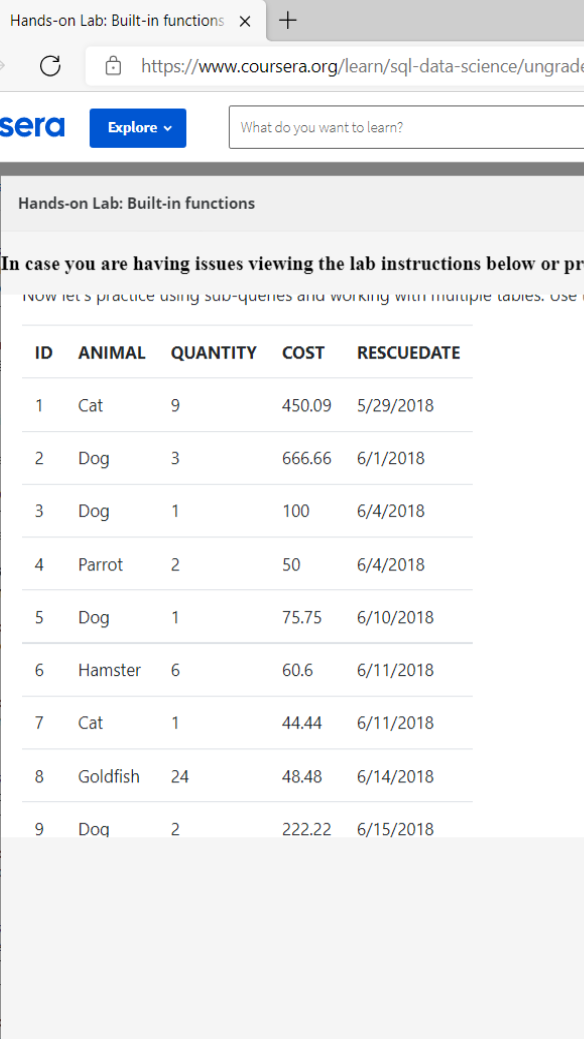 Hands-on Lab: Built-in functions
https://www.coursera.org/learn/sql-data-science/ungrade
sera Explore What do you want to learn?
Hands-on Lab: Built-in functions
In case you are having issues viewing the lab instructions below or pr
Now let's practice using sub-queries and working with multiple tables. Use
ID ANIMAL QUANTITY COST RESCUEDATE
1 Cat 9 450.09 5/29/2018
2 Dog 3 666.66 6/1/2018
3 Dog 1 100 6/4/2018
4 Parrot 2 50 6/4/2018
5 Dog 1 75.75 6/10/2018
6 Hamster 6 60.6 6/11/2018
7 Cat 1 44.44 6/11/2018
8 Goldfish 24 48.48 6/14/2018
9 Dog 2 222.22 6/15/2018